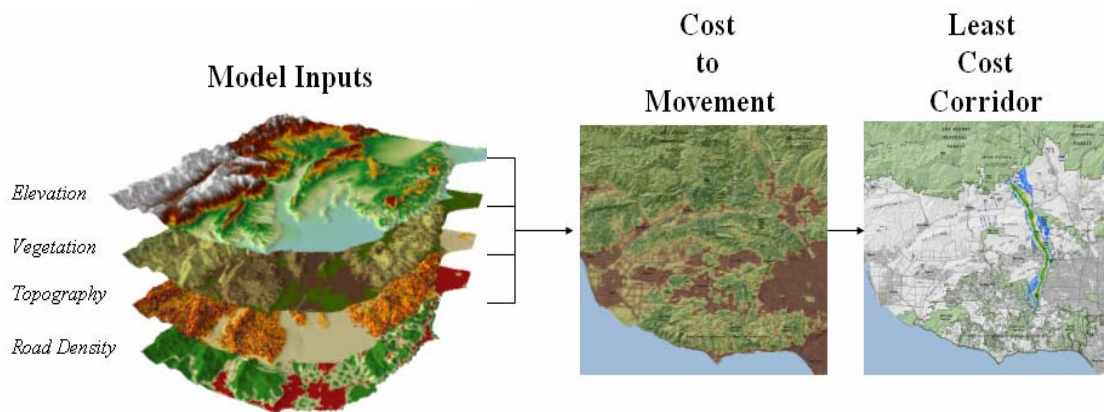 Model Inputs
Elevation
Vegetation
Topography
Road Density
Cost
to
Movement
Least
Cost
Corridor